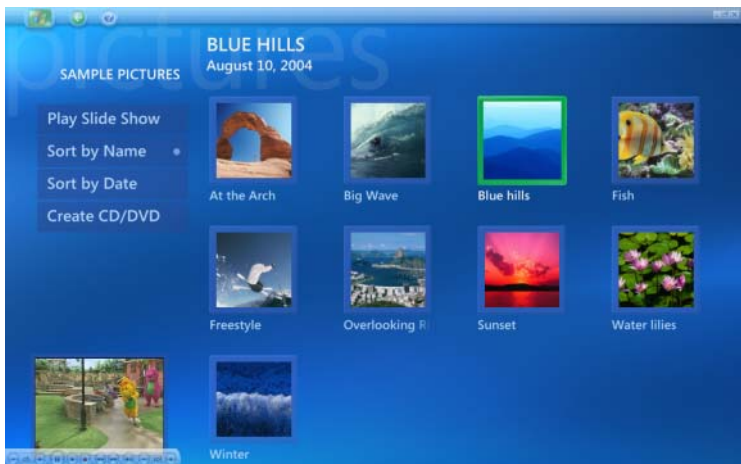 pictures
BLUE HILLS
August 10, 2004
SAMPLE PICTURES
Play Slide Show
Sort by Name
Sort by Date
Create CD/DVD
At the Arch
Big Wave
Blue hills
Fish
Freestyle
Overlooking R
Sunset
Water lilies
Winter